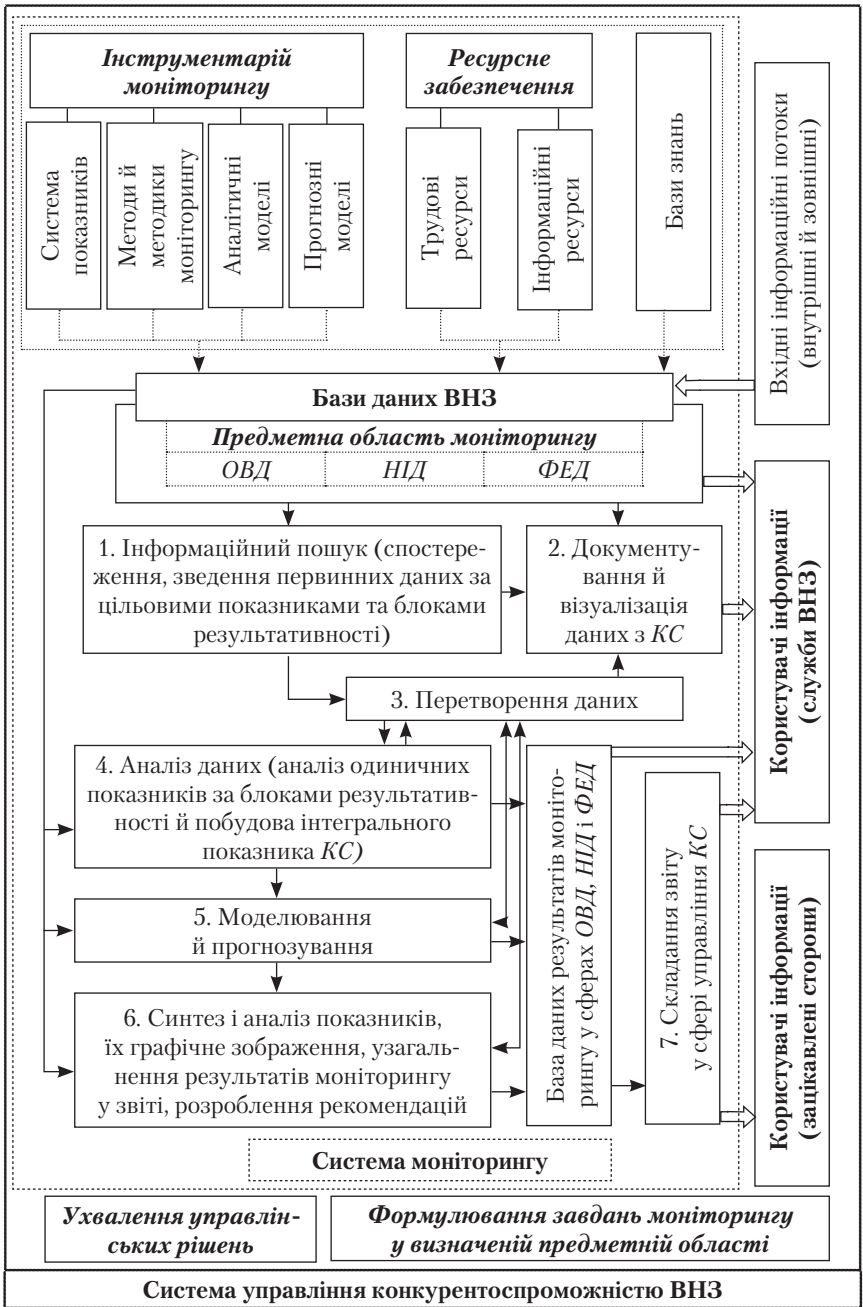 Інструментарій
моніторингу
Ресурсне
забезпечення
Система
показників
Методи й
методики
моніторингу
Аналітичні
моделі
Прогнозні
моделі
Трудові
ресурси
Інформаційні
ресурси
Бази знань
Вхідні інформаційні потоки
(внутрішні й зовнішні)
Бази даних ВНЗ
Предметна область моніторингу
ОВД
НІД
ФЕД
1. Інформаційний пошук (спостере-
ження, зведення первинних даних за
цільовими показниками та блоками
результативності)
2. Документу-
вання й
візуалізація
даних з КС
3. Перетворення даних
4. Аналіз даних (аналіз одиничних
показників за блоками результатив-
ності й побудова інтегрального
показника КС)
5. Моделювання
й прогнозування
6. Синтез і аналіз показників,
їх графічне зображення, узагаль-
нення результатів моніторингу
у звіті, розроблення рекомендацій
База даних результатів моніто-
рингу у сферах ОВД, НІД і ФЕД
7. Складання звіту
у сфері управління КС
Користувачі інформації
(служби ВНЗ)
Користувачі інформації
(зацікавлені сторони)
Система моніторингу
Ухвалення управлін-
ських рішень
Формулювання завдань моніторингу
у визначеній предметній області
Система управління конкурентоспроможністю ВНЗ